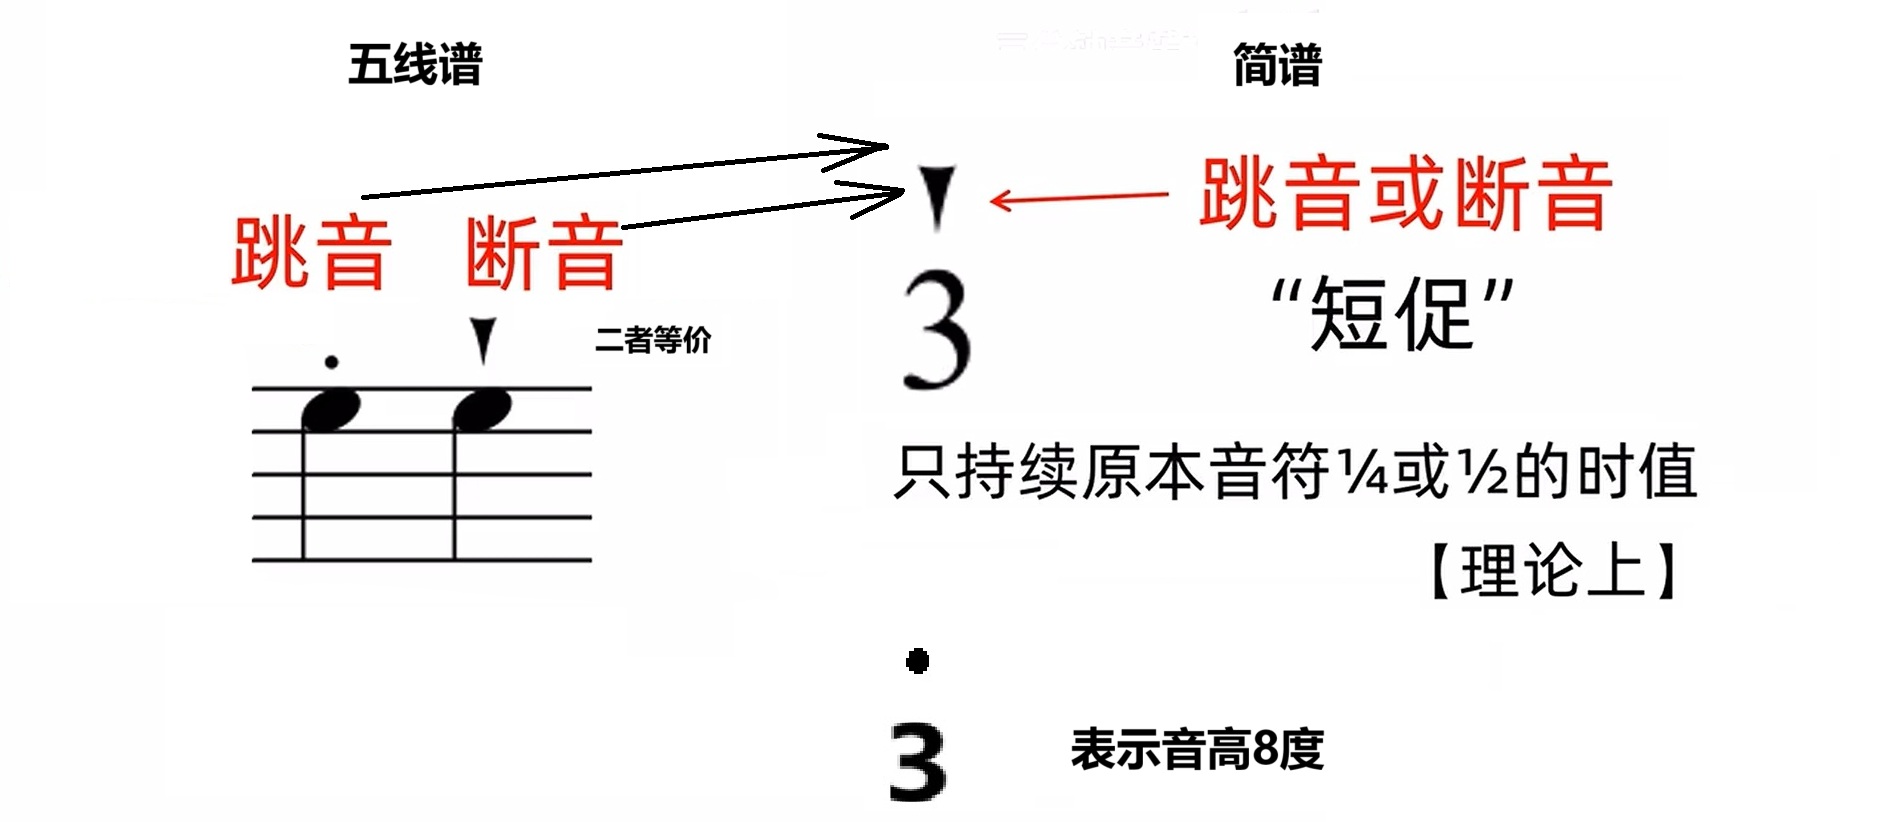 五线谱
简谱
跳音 断音
跳音或断音
二者等价
3
“短促”
只持续原本音符¼或½的时值
【理论上】
3
表示音高8度